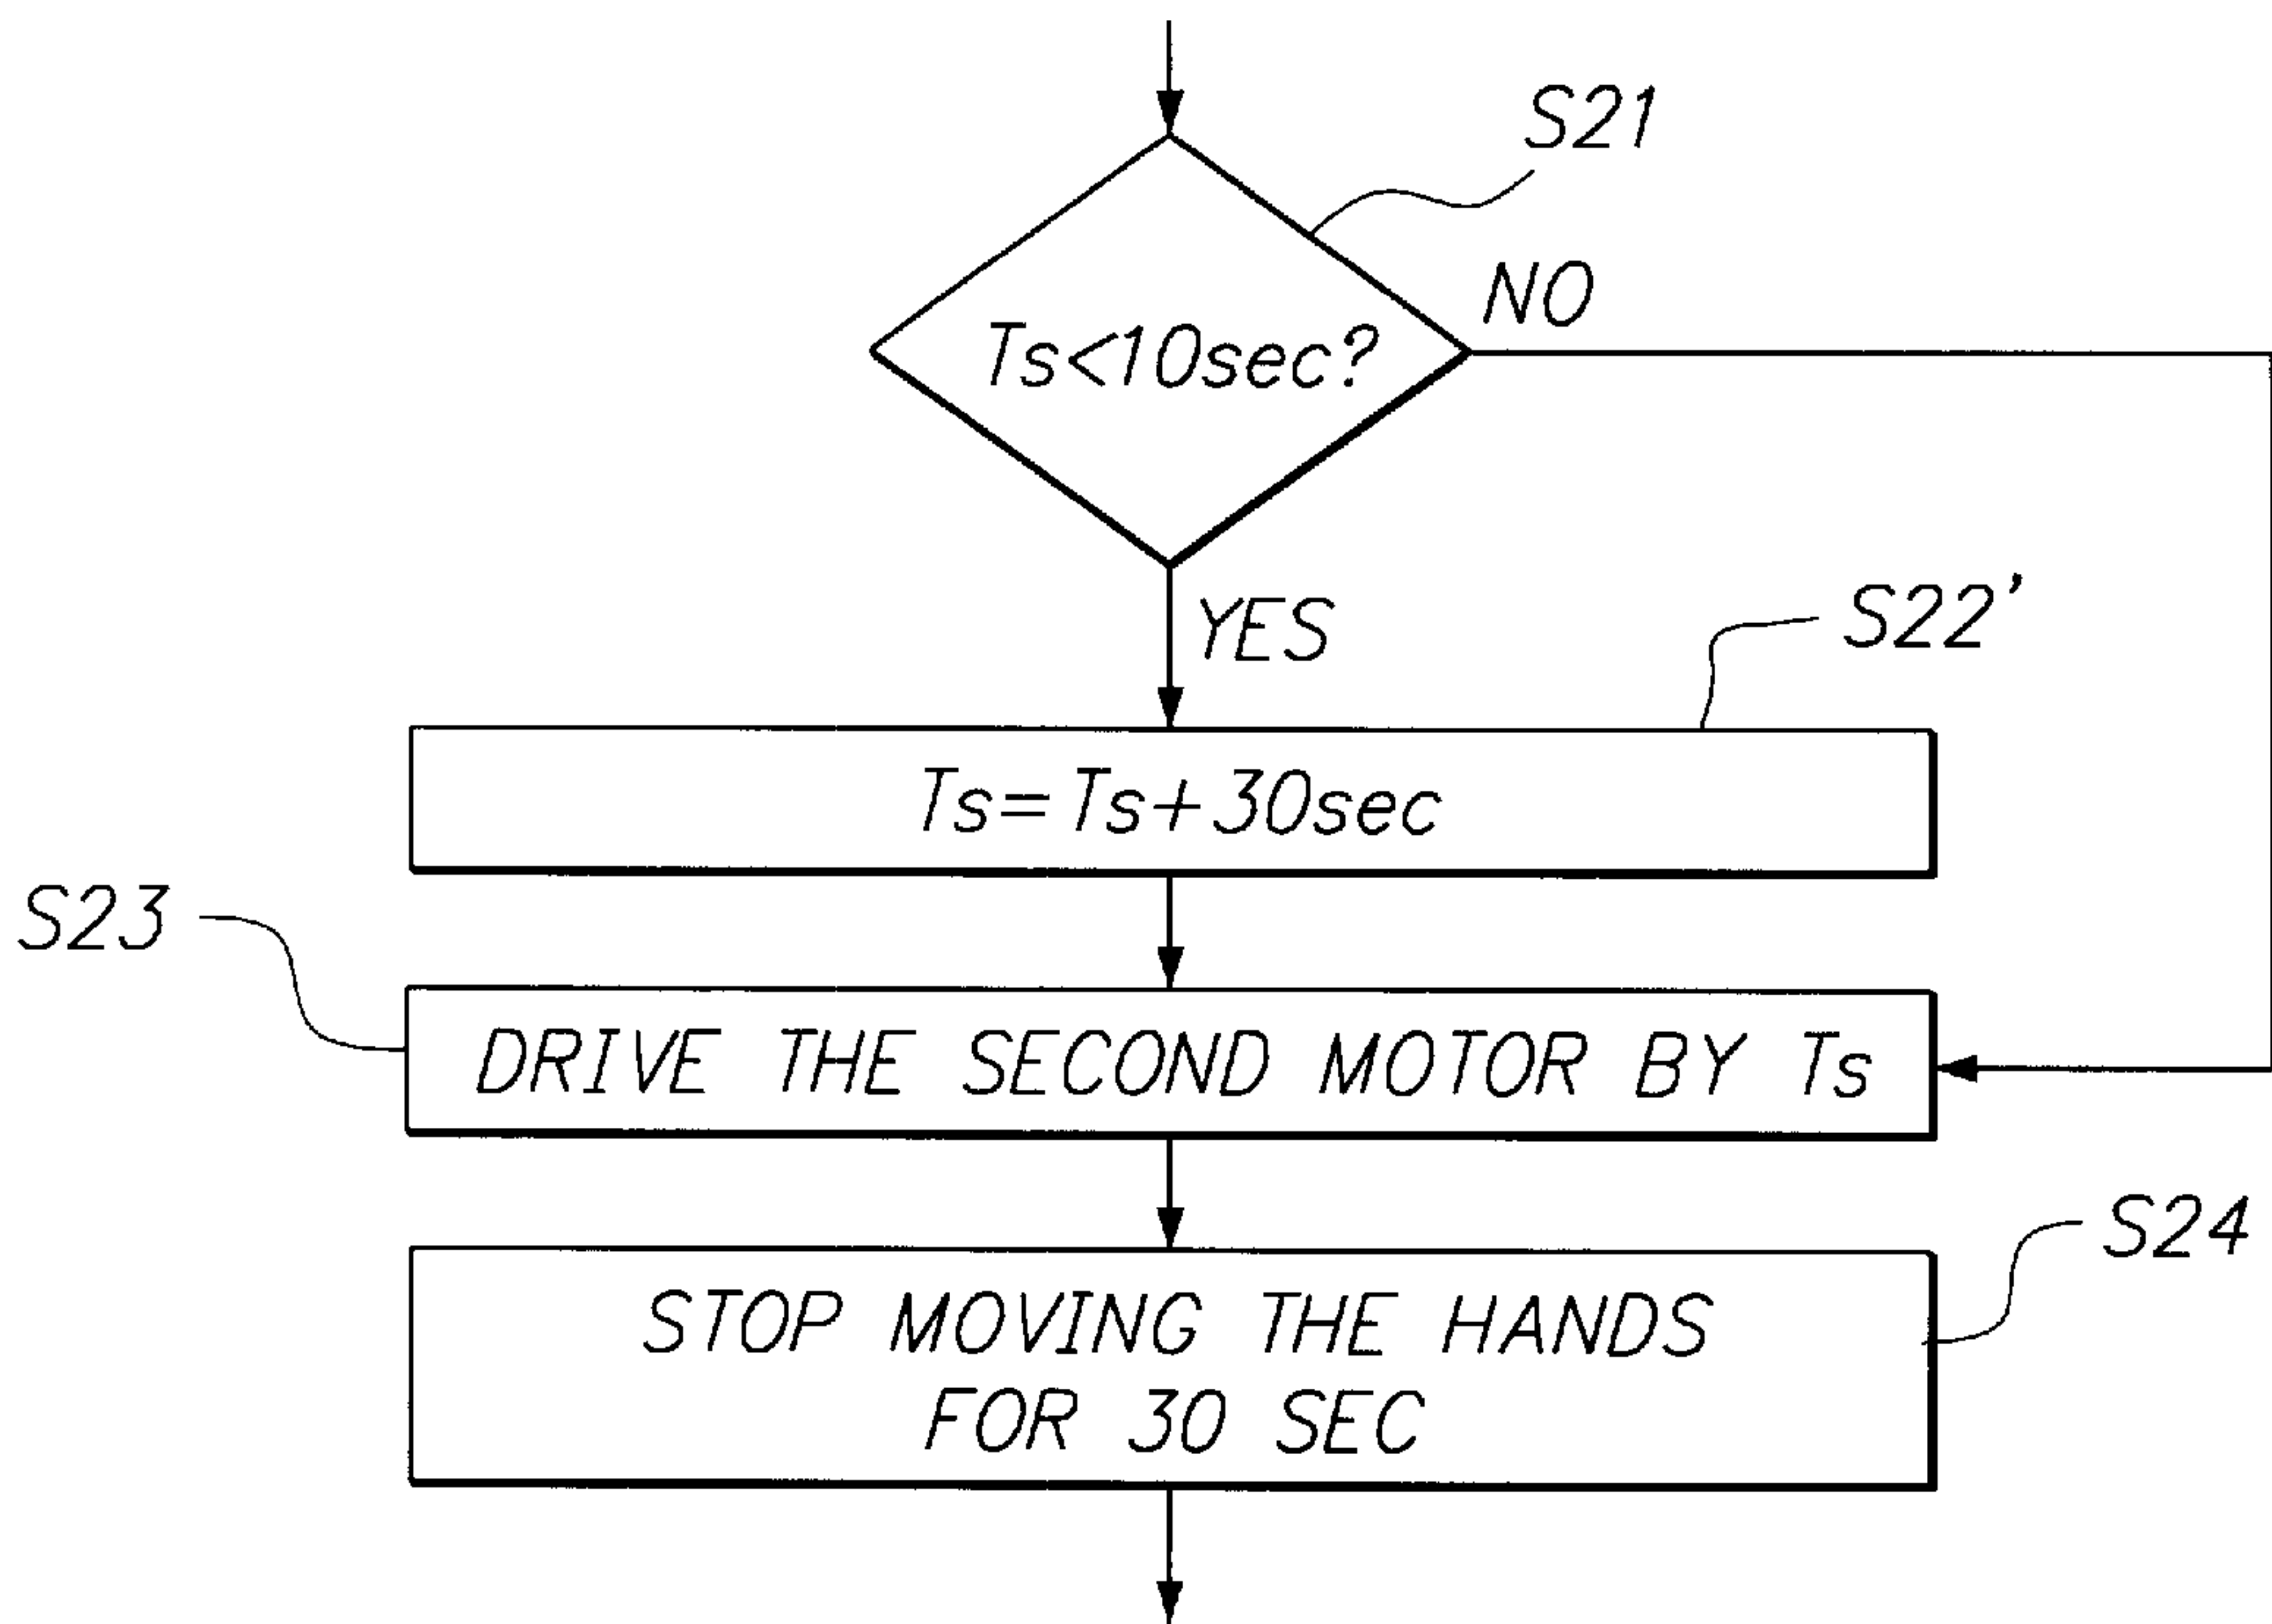 S21
Ts<10sec?
NO
YES
S22'
Ts=Ts+30sec
S23
DRIVE THE SECOND MOTOR BY Ts
S24
STOP MOVING THE HANDS
FOR 30 SEC